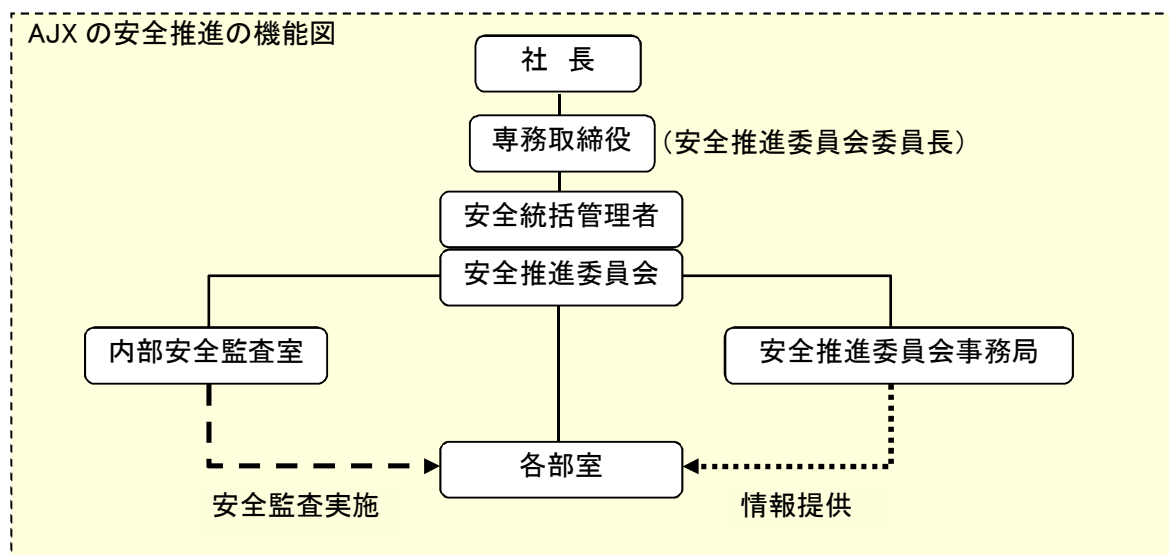 AJX の安全推進の機能図
社 長
専務取締役
(安全推進委員会委員長)
安全統括管理者
安全推進委員会
内部安全監査室
安全推進委員会事務局
各部室
安全監査実施
情報提供